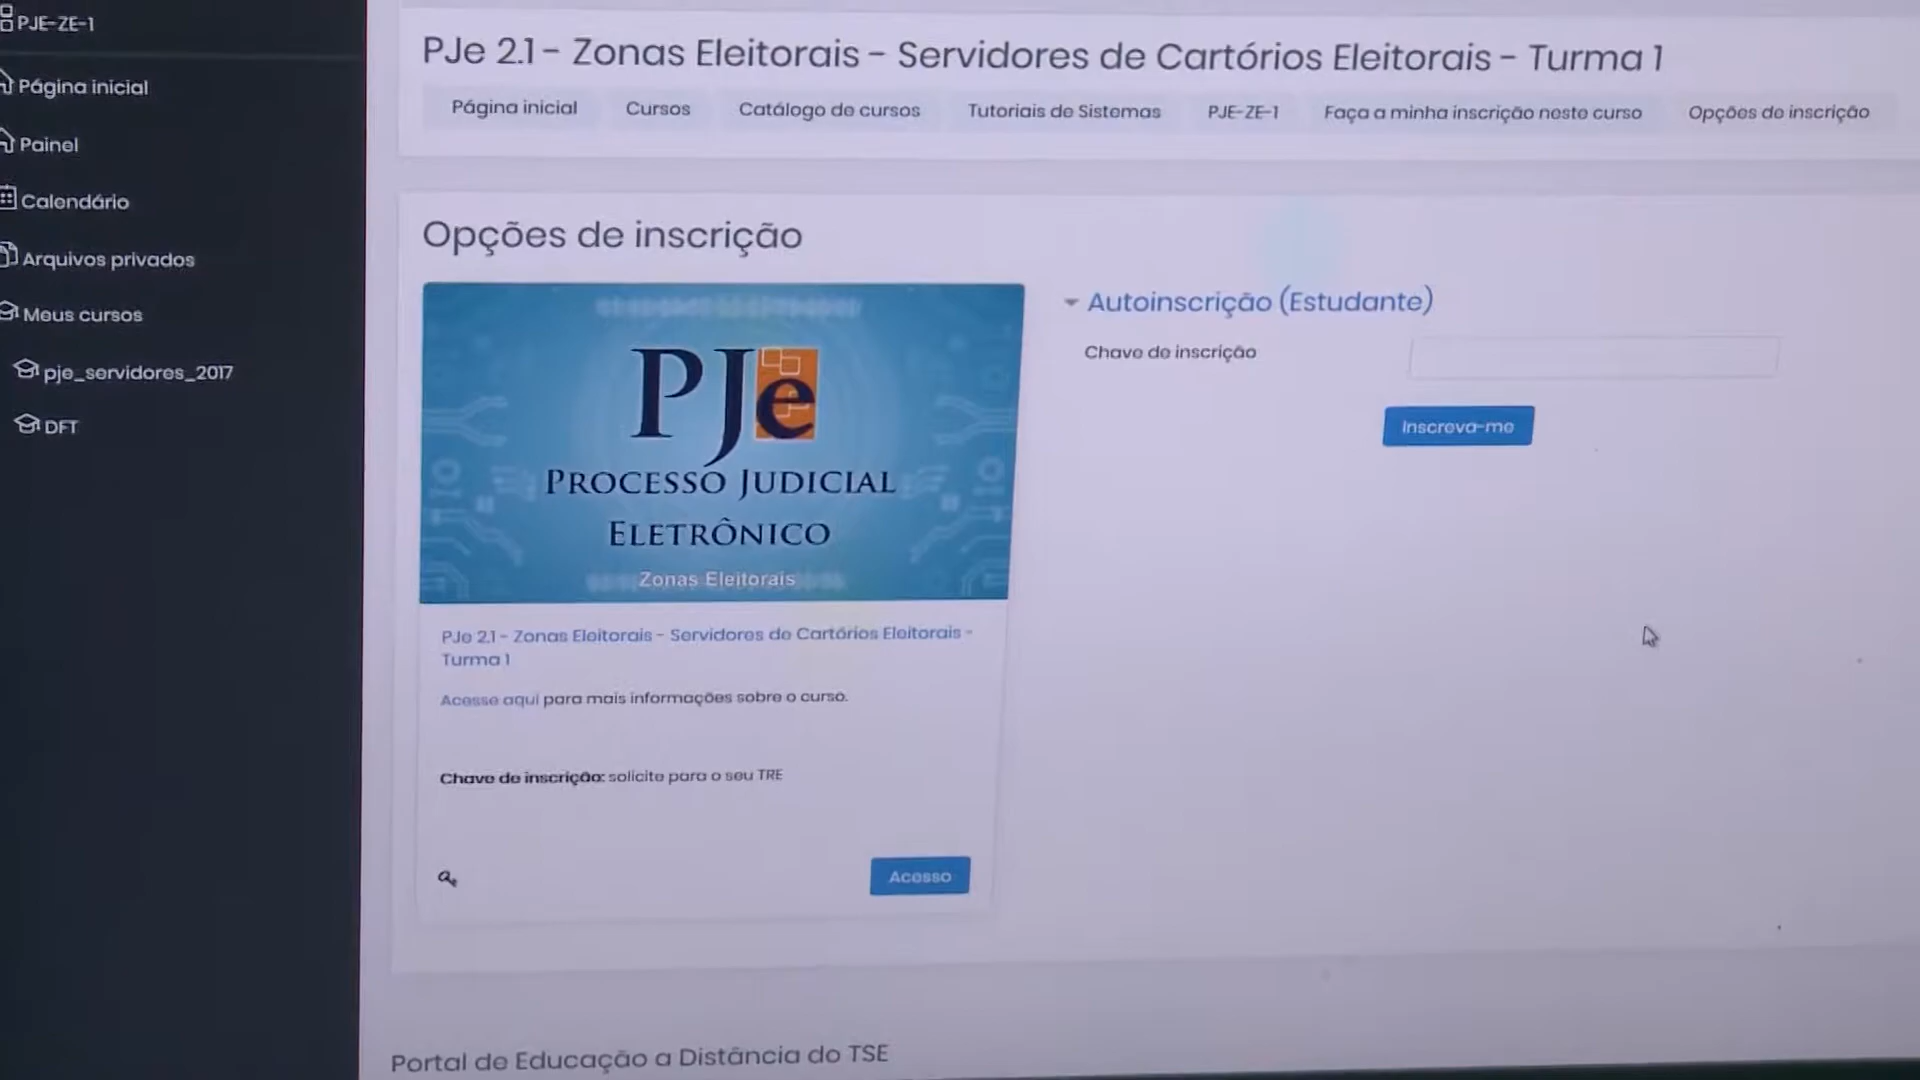 PJE-ZE-1
Página inicial
Painel
Calendário
Arquivos privados
Meus cursos
pje_servidores_2017
DFT
PJe 2.1 - Zonas Eleitorais - Servidores de Cartórios Eleitorais - Turma 1
Página inicial Cursos Catálogo de cursos Tutoriais de Sistemas PJE-ZE-1 Faça a minha inscrição neste curso Opções de inscrição
Opções de inscrição
PJe
PROCESSO JUDICIAL
ELETRÔNICO
Zonas Eleitorais
PJe 2.1 - Zonas Eleitorais - Servidores de Cartórios Eleitorais -
Turma 1
Acesse aqui para mais informações sobre o curso.
Chave de inscrição: solicite para o seu TRE
Acesso
Autoinscrição (Estudante)
Chave de inscrição
Inscreva-me
Portal de Educação a Distância do TSE